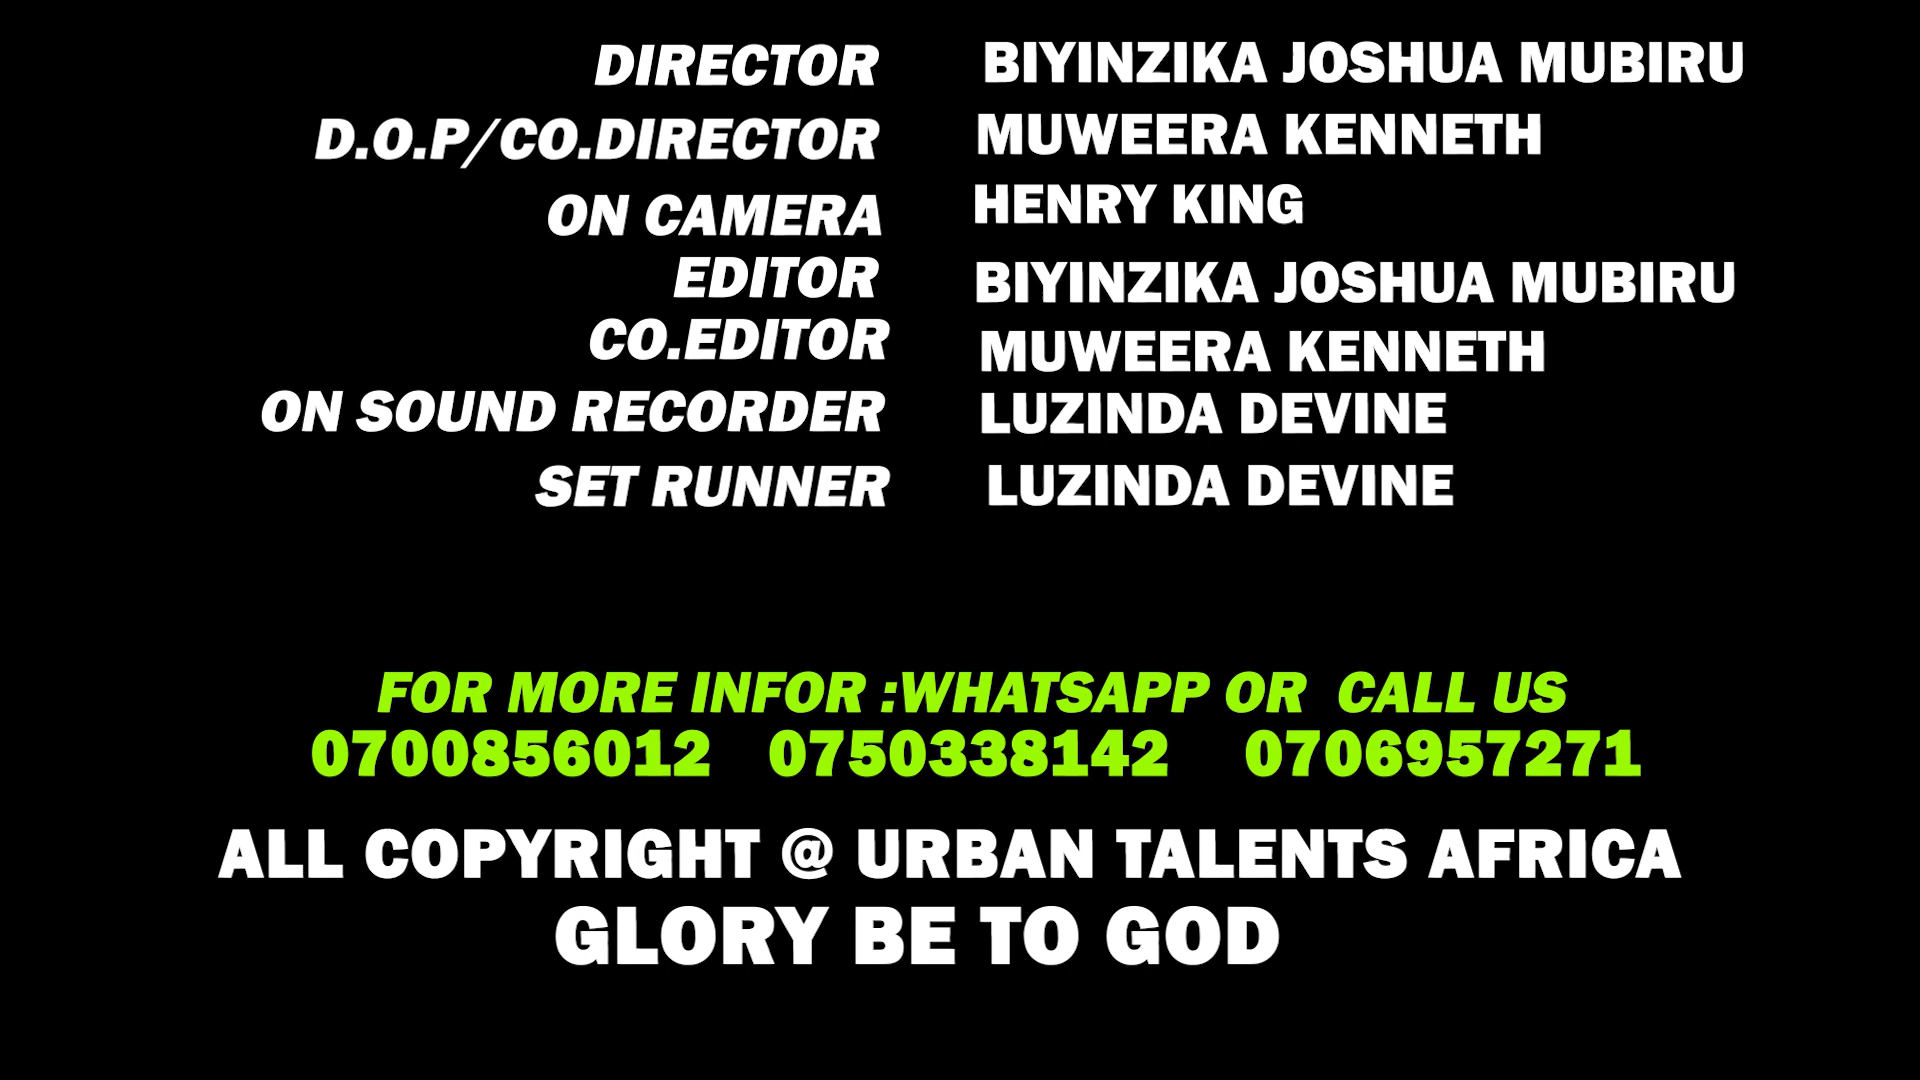 DIRECTOR BIYINZIKA JOSHUA MUBIRU
D.O.P/CO.DIRECTOR MUWEERA KENNETH
ON CAMERA HENRY KING
EDITOR BIYINZIKA JOSHUA MUBIRU
CO.EDITOR MUWEERA KENNETH
ON SOUND RECORDER LUZINDA DEVINE
SET RUNNER LUZINDA DEVINE
FOR MORE INFOR :WHATSAPP OR CALL US
0700856012 0750338142 0706957271
ALL COPYRIGHT @ URBAN TALENTS AFRICA
GLORY BE TO GOD